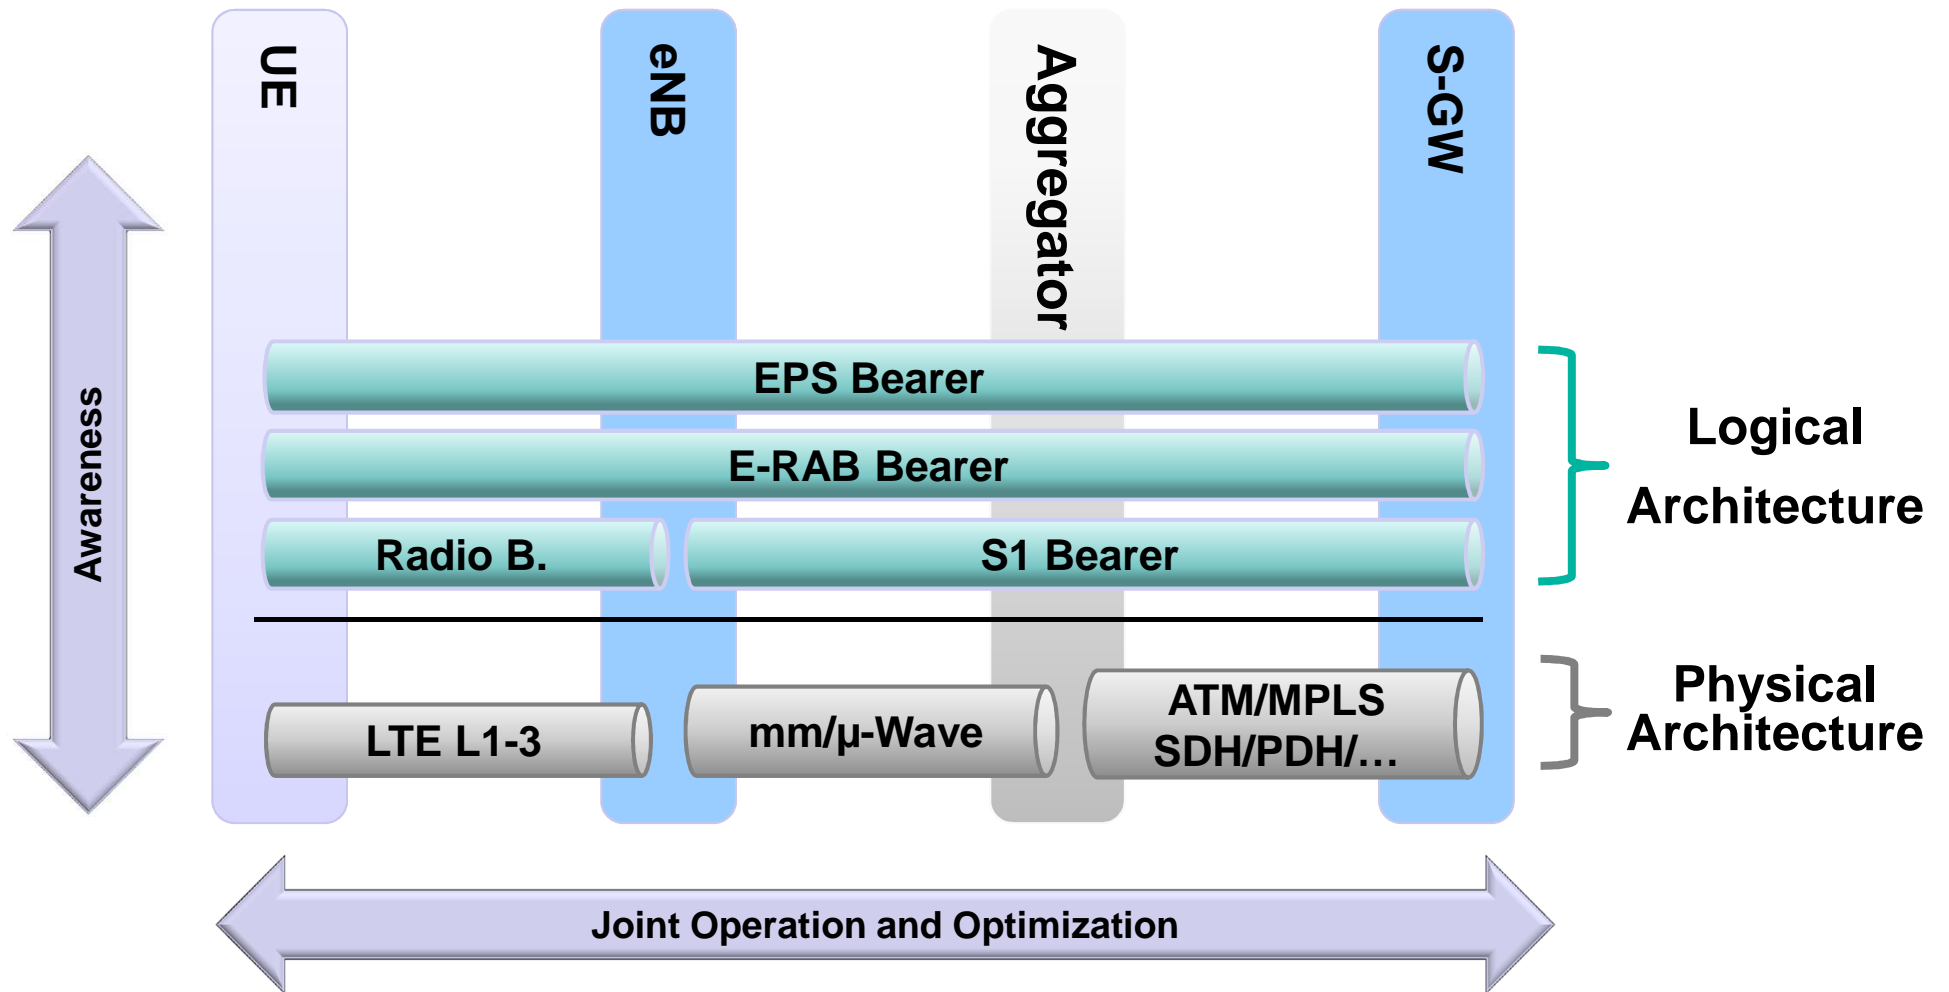 UE
eNB
Aggregator
S-GW
Awareness
EPS Bearer
E-RAB Bearer
Radio B.
S1 Bearer
Logical
Architecture
LTE L1-3
mm/µ-Wave
ATM/MPLS
SDH/PDH/…
Physical
Architecture
Joint Operation and Optimization